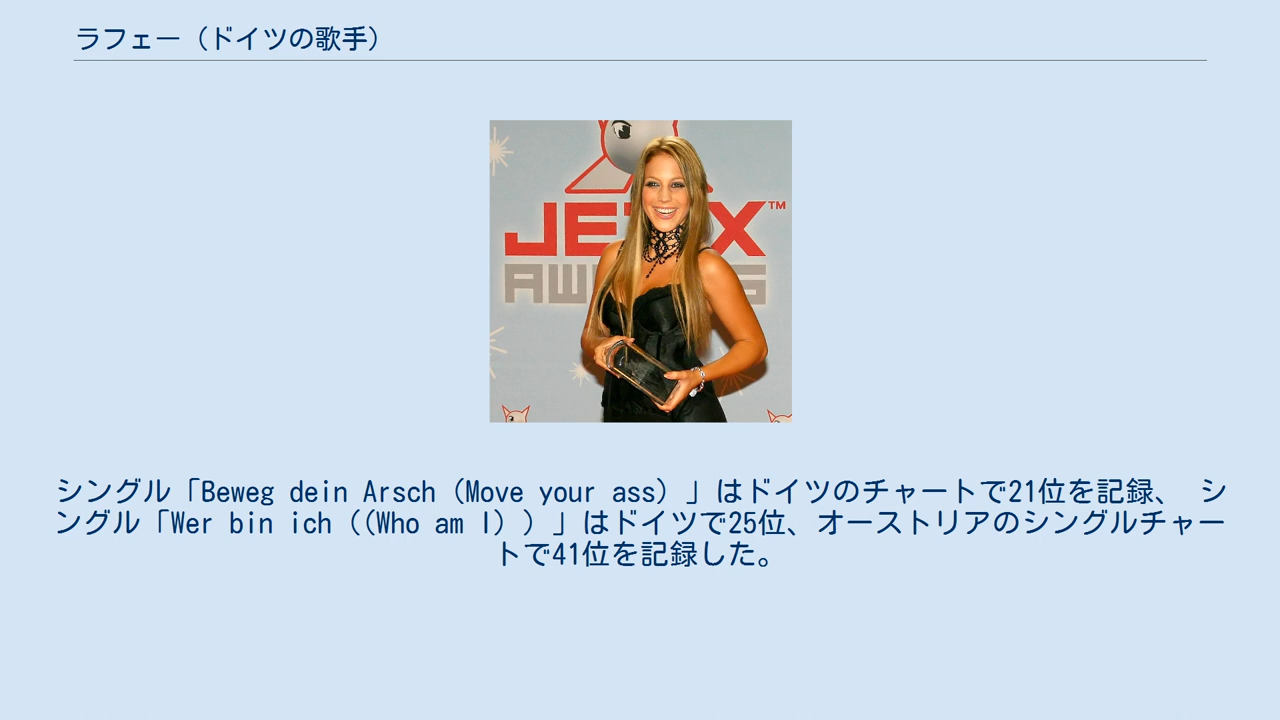 ラフェー（ドイツの歌手）
JETIX™
AWARDS
シングル「Beweg dein Arsch（Move your ass）」はドイツのチャートで21位を記録、 シ
ングル「Wer bin ich（(Who am I)）」はドイツで25位、オーストリアのシングルチャー
トで41位を記録した。